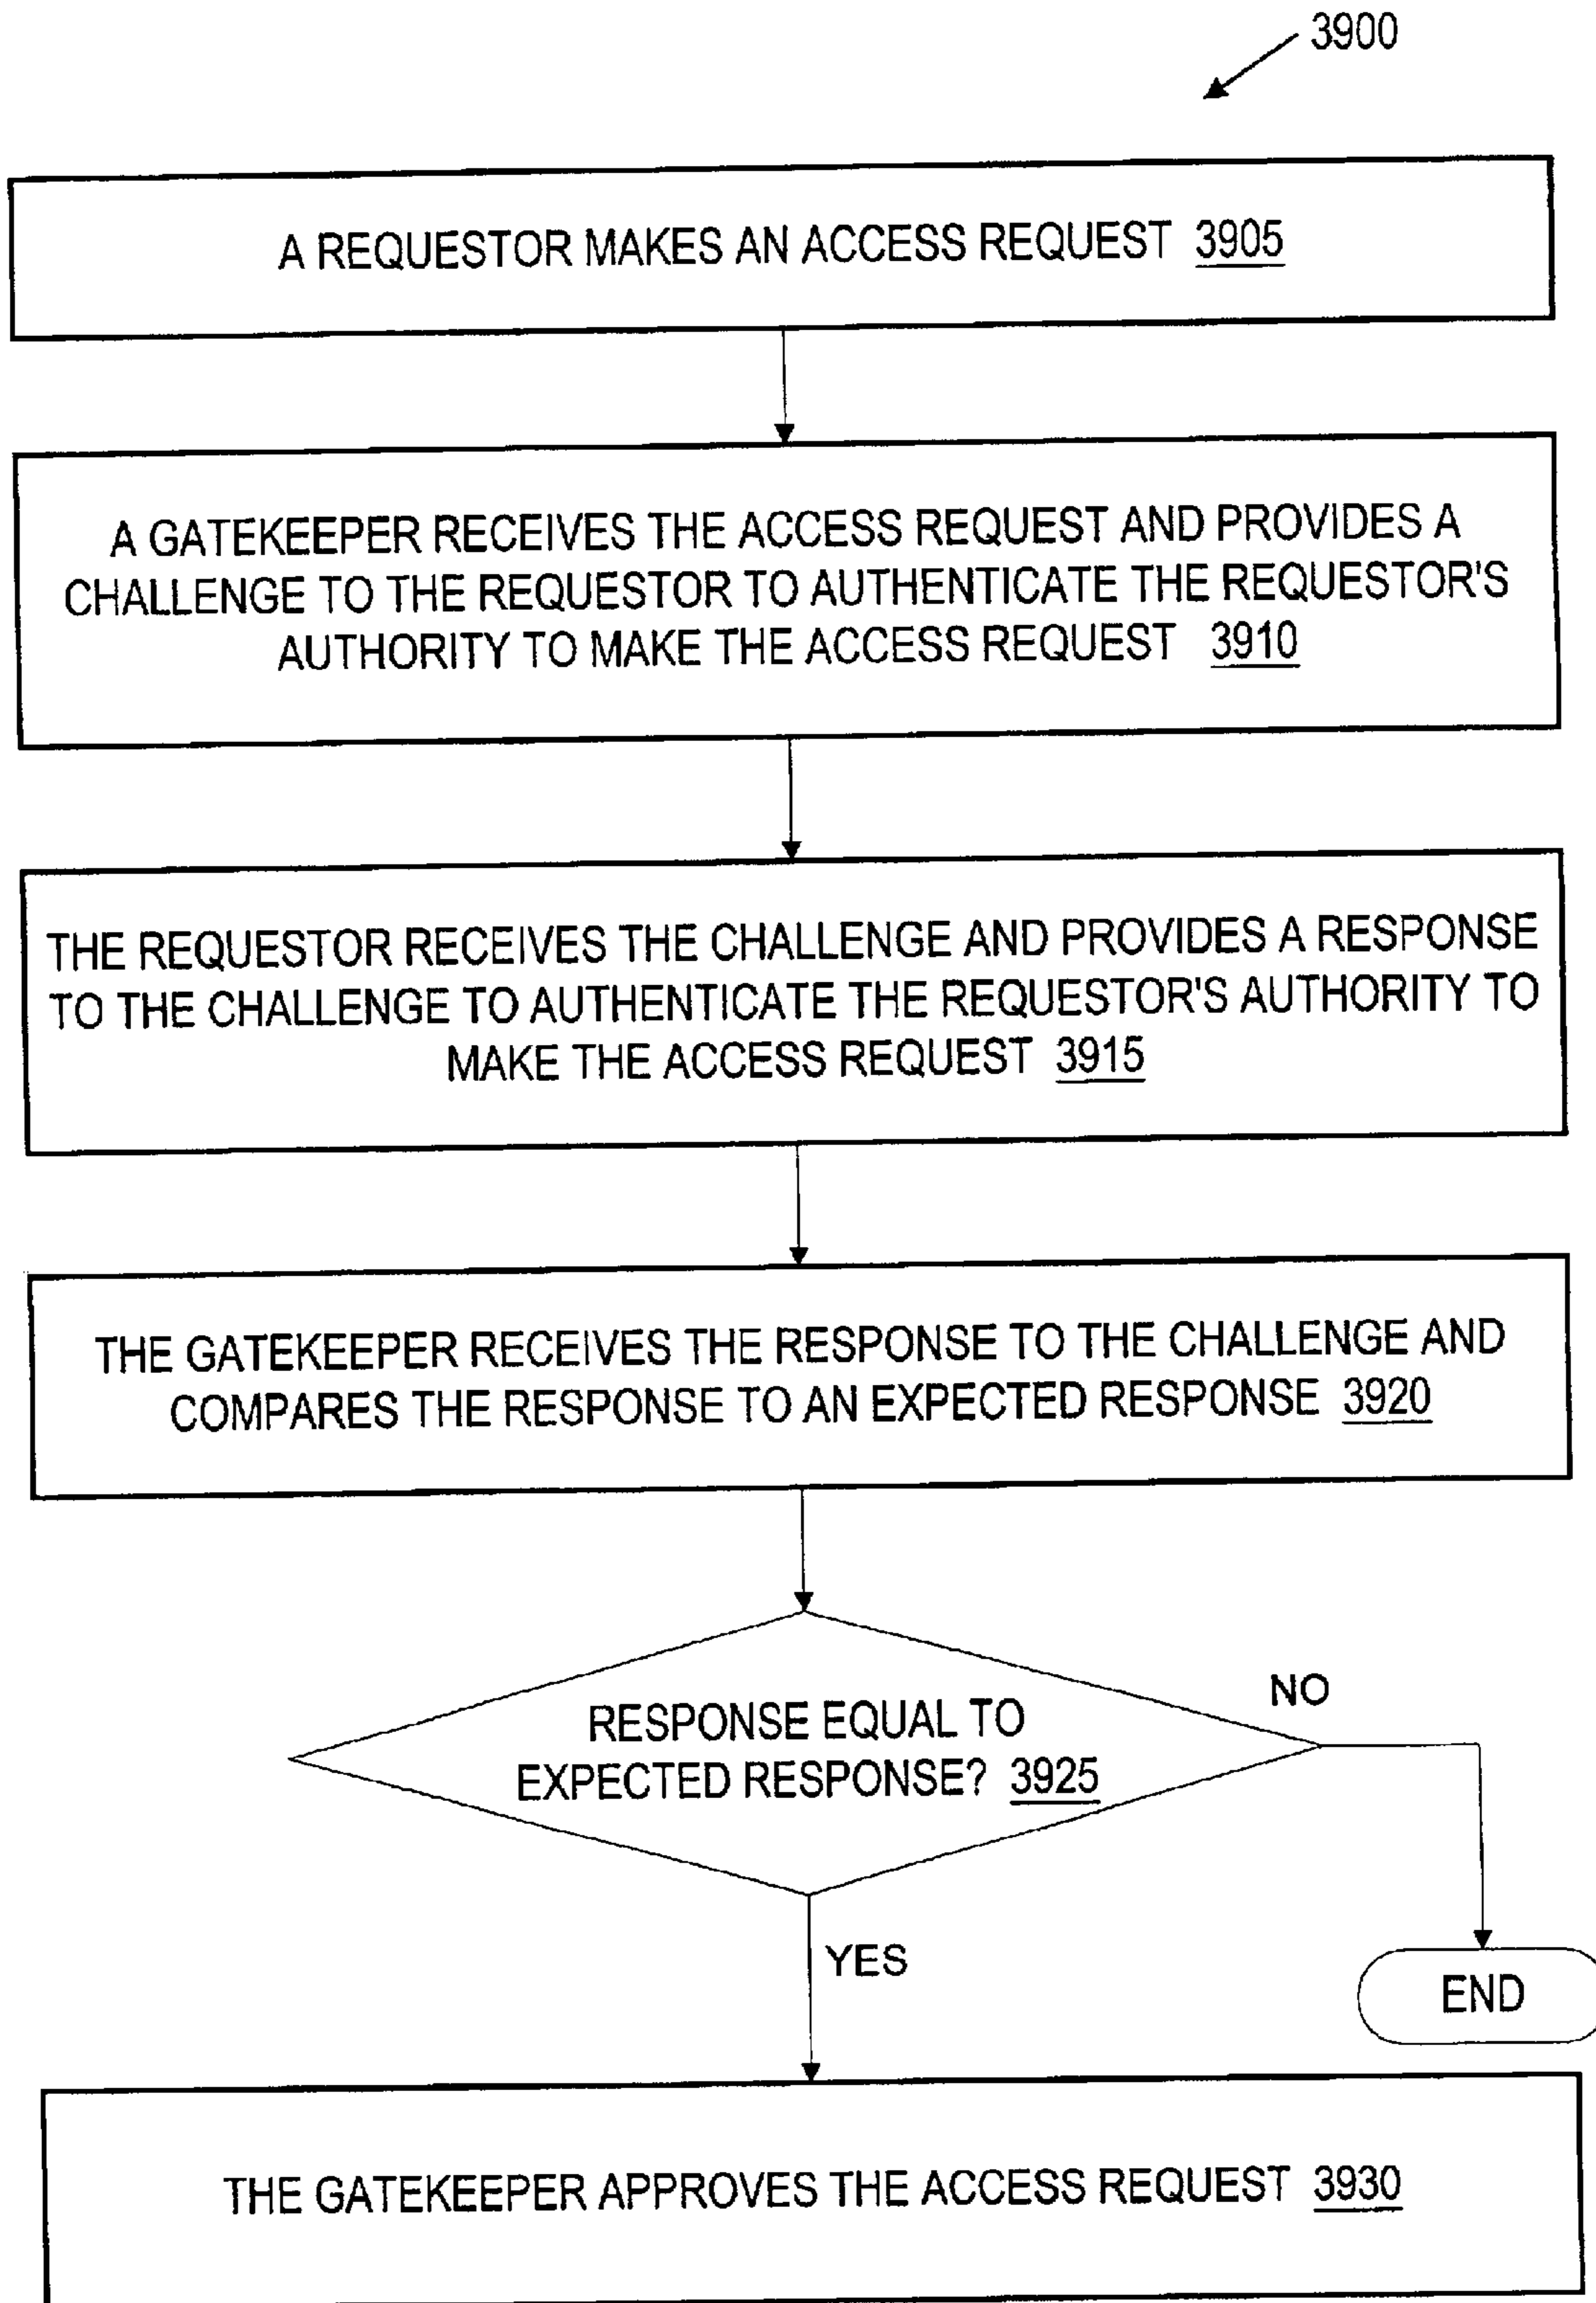 3900
A REQUESTOR MAKES AN ACCESS REQUEST 3905
A GATEKEEPER RECEIVES THE ACCESS REQUEST AND PROVIDES A
CHALLENGE TO THE REQUESTOR TO AUTHENTICATE THE REQUESTOR'S
AUTHORITY TO MAKE THE ACCESS REQUEST 3910
THE REQUESTOR RECEIVES THE CHALLENGE AND PROVIDES A RESPONSE
TO THE CHALLENGE TO AUTHENTICATE THE REQUESTOR'S AUTHORITY TO
MAKE THE ACCESS REQUEST 3915
THE GATEKEEPER RECEIVES THE RESPONSE TO THE CHALLENGE AND
COMPARES THE RESPONSE TO AN EXPECTED RESPONSE 3920
RESPONSE EQUAL TO
EXPECTED RESPONSE? 3925
NO
YES
END
THE GATEKEEPER APPROVES THE ACCESS REQUEST 3930